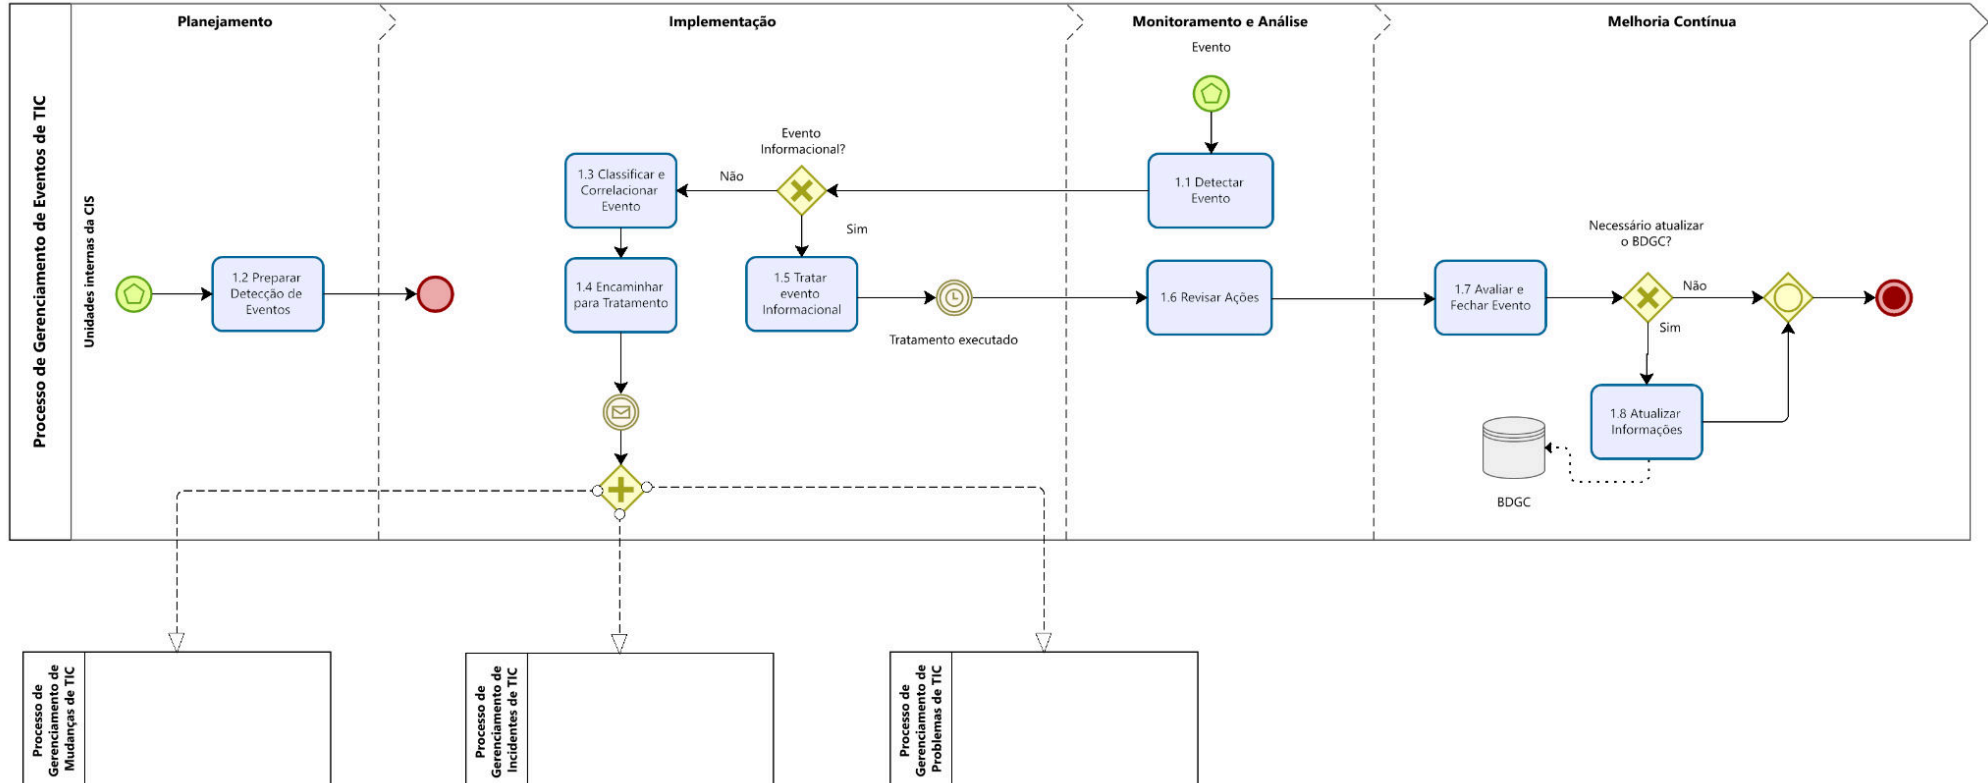 Processo de Gerenciamento de Eventos de TIC
Unidades internas da CIS
Planejamento
Implementação
Monitoramento e Análise
Melhoria Contínua
Evento
1.1 Detectar
Evento
Evento
Informacional?
Não
Sim
1.3 Classificar e
Correlacionar
Evento
1.2 Preparar
Detecção de
Eventos
1.4 Encaminhar
para Tratamento
1.5 Tratar
evento
Informacional
Tratamento executado
1.6 Revisar Ações
1.7 Avaliar e
Fechar Evento
Necessário atualizar
o BDGC?
Não
Sim
1.8 Atualizar
Informações
BDGC
Processo de
Gerenciamento de
Mudanças de TIC
Processo de
Gerenciamento de
Incidentes de TIC
Processo de
Gerenciamento de
Problemas de TIC